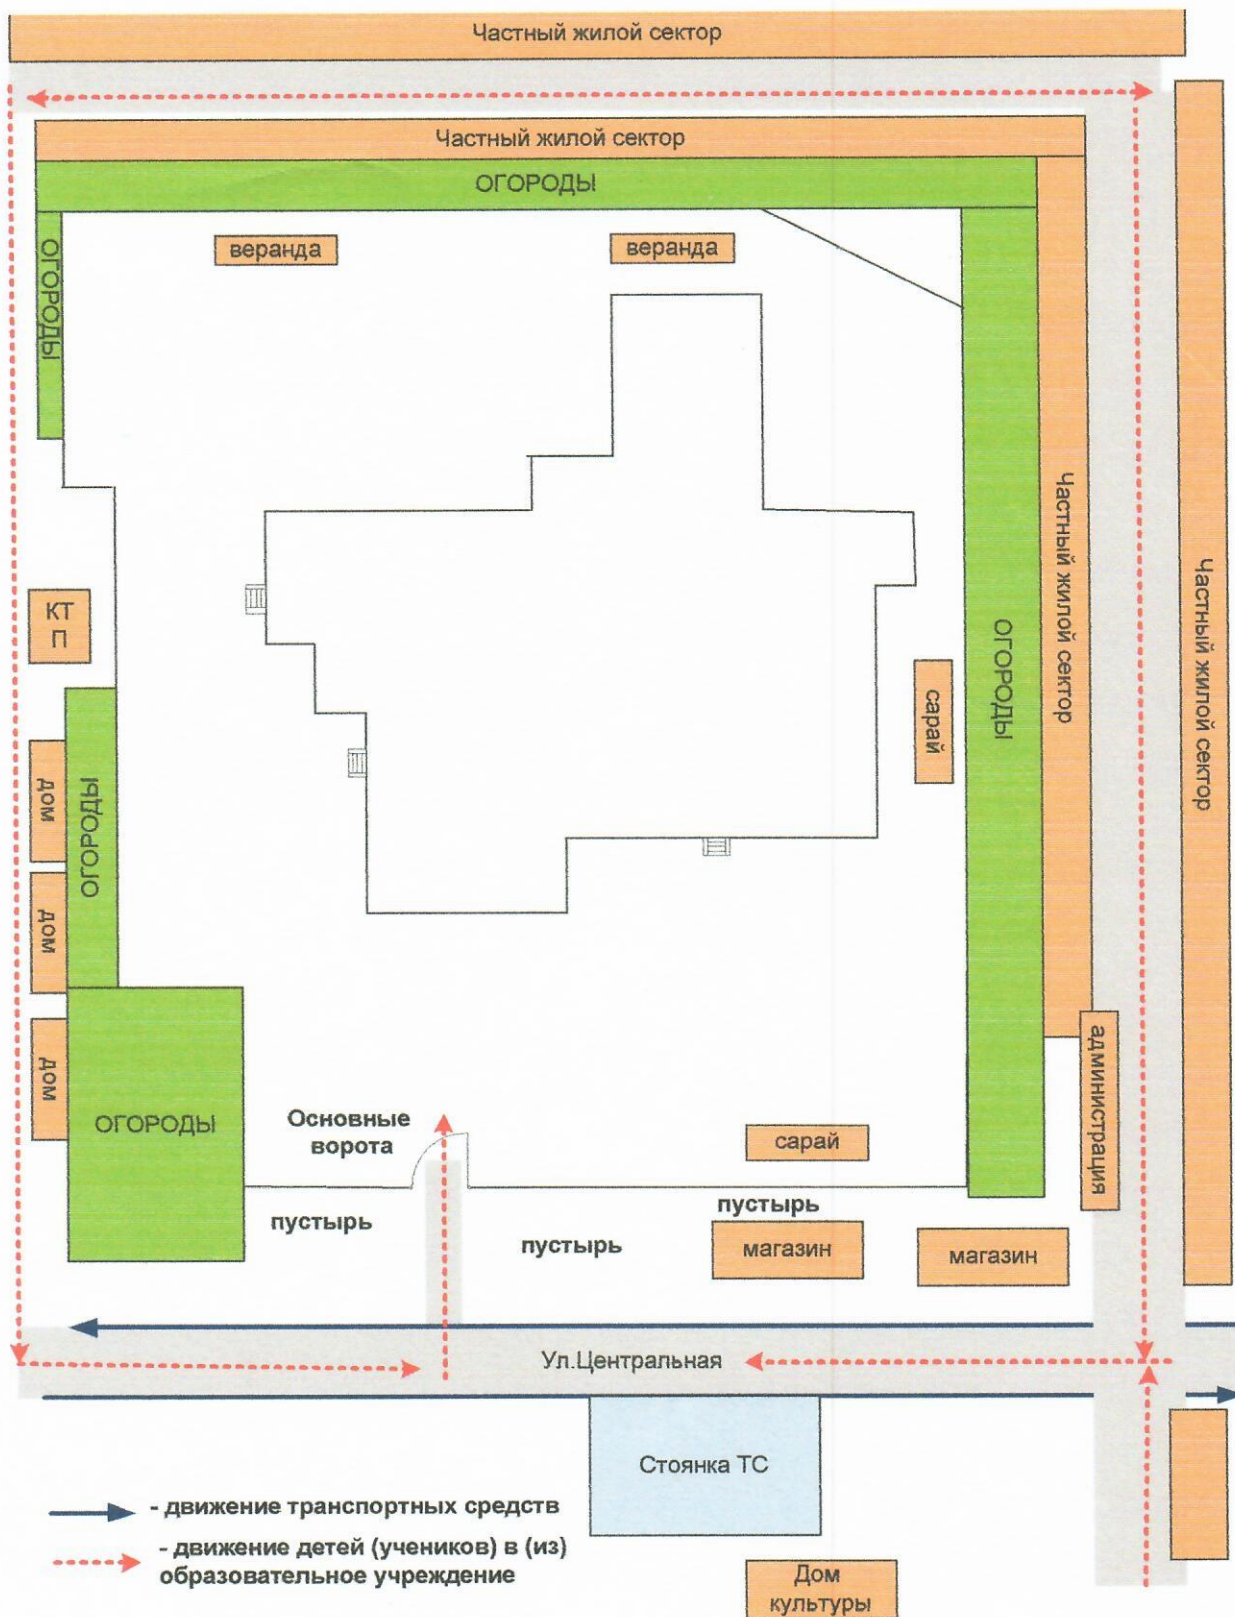 Частный жилой сектор
Частный жилой сектор
ОГОРОДЫ
ОГОРОДЫ
веранда
веранда
Частный жилой сектор
Частный жилой сектор
КТ
П
ОГОРОДЫ
сарай
дом
ОГОРОДЫ
дом
дом
ОГОРОДЫ
администрация
Основные
ворота
сарай
пустырь
пустырь
пустырь
магазин
магазин
Ул.Центральная
Стоянка ТС
- движение транспортных средств
- движение детей (учеников) в (из)
образовательное учреждение
Дом
культуры